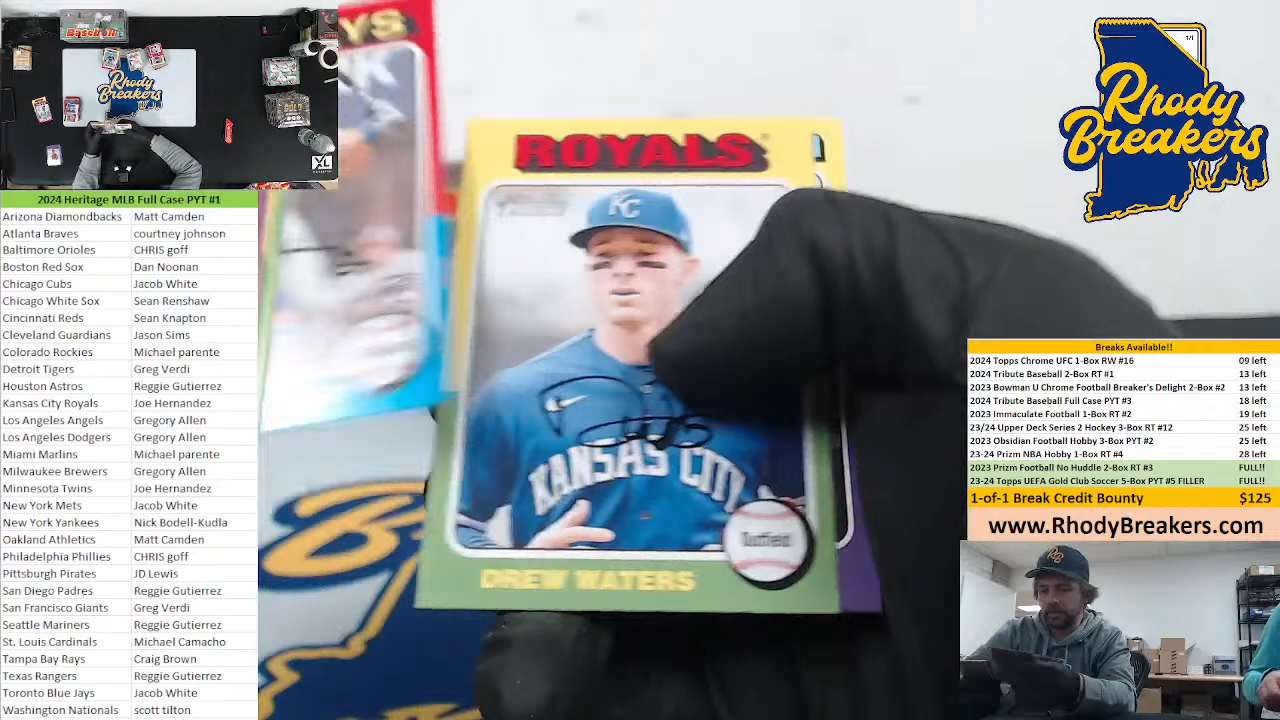 Baseball
Rhody
Breakers
XL
2024 Heritage MLB Full Case PYT #1
Arizona Diamondbacks Matt Camden
Atlanta Braves courtney johnson
Baltimore Orioles CHRIS goff
Boston Red Sox Dan Noonan
Chicago Cubs Jacob White
Chicago White Sox Sean Renshaw
Cincinnati Reds Sean Knapton
Cleveland Guardians Jason Sims
Colorado Rockies Michael parente
Detroit Tigers Greg Verdi
Houston Astros Reggie Gutierrez
Kansas City Royals Joe Hernandez
Los Angeles Angels Gregory Allen
Los Angeles Dodgers Gregory Allen
Miami Marlins Michael parente
Milwaukee Brewers Gregory Allen
Minnesota Twins Joe Hernandez
New York Mets Jacob White
New York Yankees Nick Bodell-Kudla
Oakland Athletics Matt Camden
Philadelphia Phillies CHRIS goff
Pittsburgh Pirates JD Lewis
San Diego Padres Reggie Gutierrez
San Francisco Giants Greg Verdi
Seattle Mariners Reggie Gutierrez
St. Louis Cardinals Michael Camacho
Tampa Bay Rays Craig Brown
Texas Rangers Reggie Gutierrez
Toronto Blue Jays Jacob White
Washington Nationals scott tilton
YS
ROYALS
KC
KANSAS CITY
Outfield
DREW WATERS
1/1
Rhody
Breakers
Breaks Available!!
2024 Topps Chrome UFC 1-Box RW #16 09 left
2024 Tribute Baseball 2-Box RT #1 13 left
2023 Bowman U Chrome Football Breaker's Delight 2-Box #2 13 left
2024 Tribute Baseball Full Case PYT #3 18 left
2023 Immaculate Football 1-Box RT #2 19 left
23/24 Upper Deck Series 2 Hockey 3-Box RT #12 25 left
2023 Obsidian Football Hobby 3-Box PYT #2 25 left
23-24 Prizm NBA Hobby 1-Box RT #4 28 left
2023 Prizm Football No Huddle 2-Box RT #3 FULL!!
23-24 Topps UEFA Gold Club Soccer 5-Box PYT #5 FILLER FULL!!
1-of-1 Break Credit Bounty $125
www.RhodyBreakers.com
RB